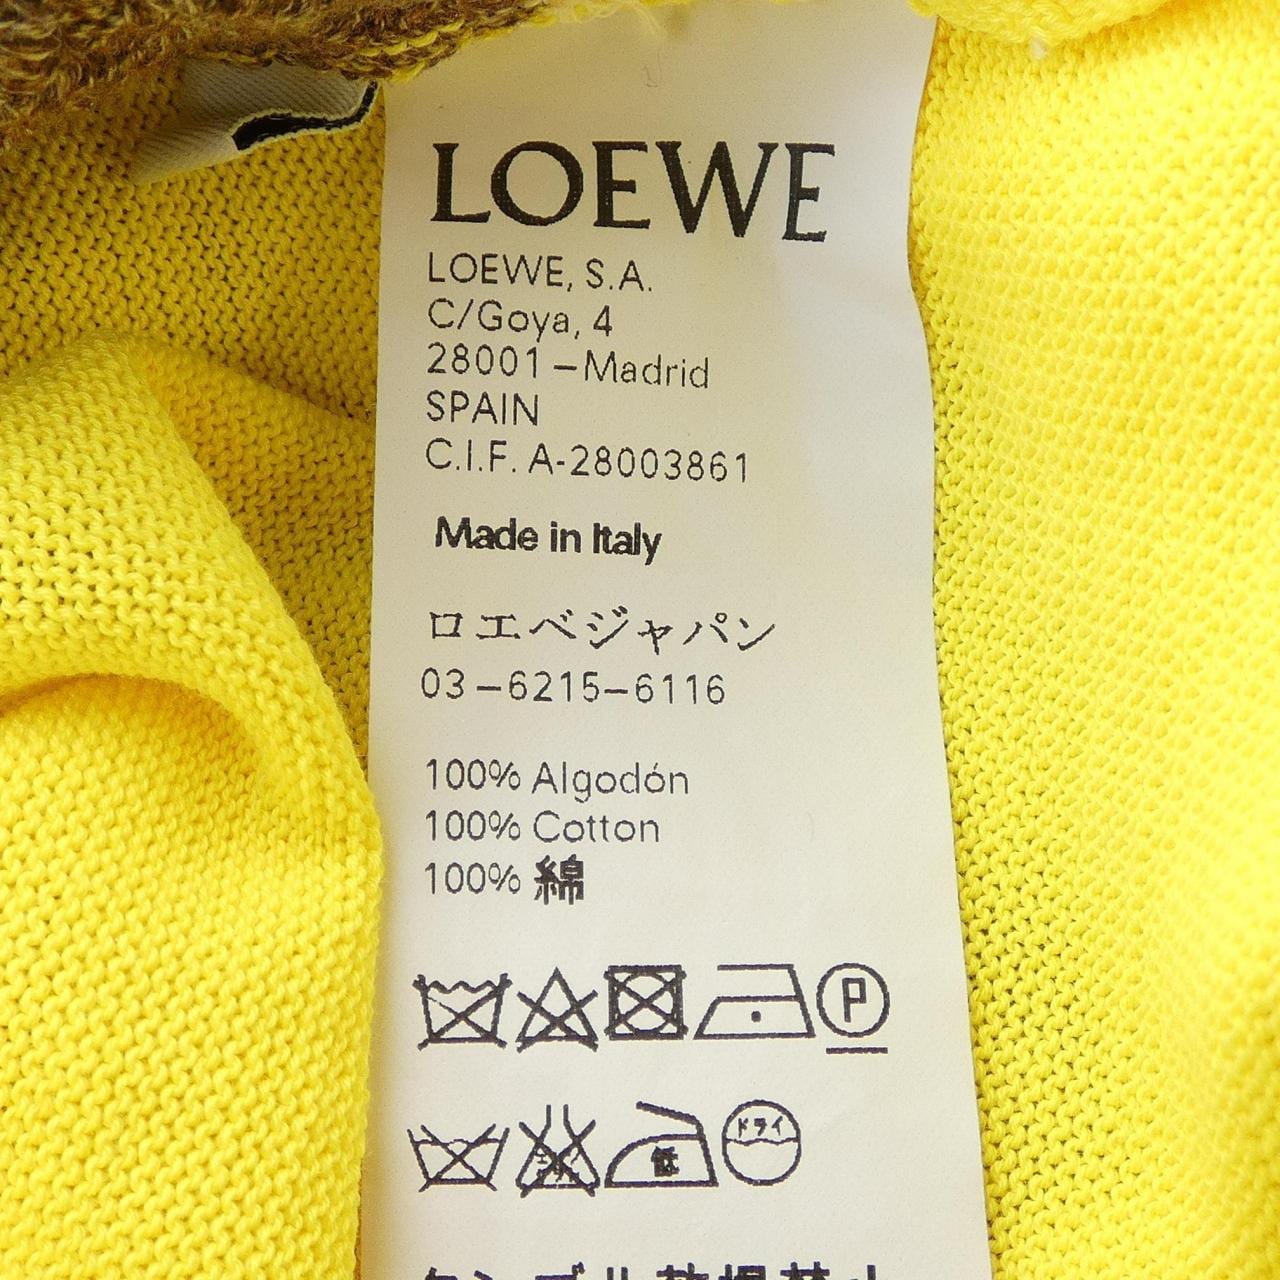 LOEWE
LOEWE, S.A.
C/Goya, 4
28001 – Madrid
SPAIN
C.I.F. A-28003861
Made in Italy
ロエベジャパン
03–6215–6116
100% Algodón
100% Cotton
100% 綿
P
低 ドライ